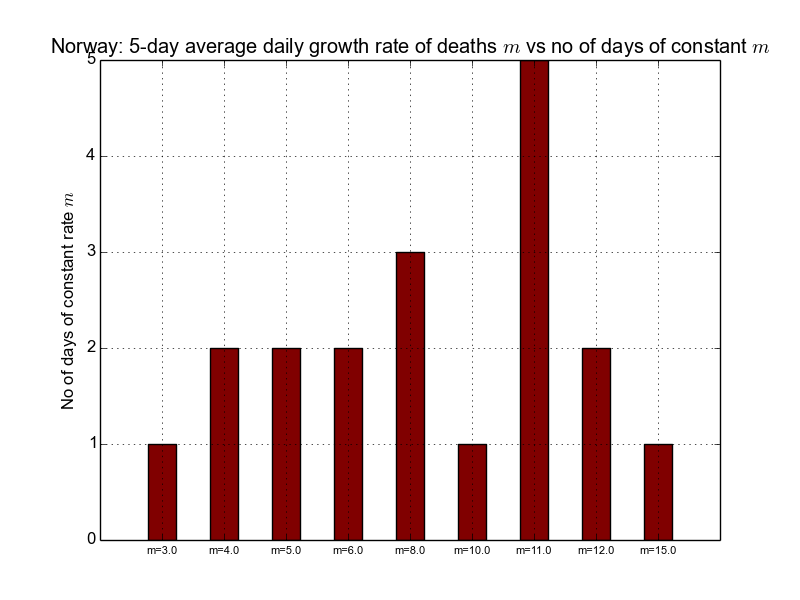 Norway: 5-day average daily growth rate of deaths m vs no of days of constant m
No of days of constant rate m
5
4
3
2
1
0
m=3.0 m=4.0 m=5.0 m=6.0 m=8.0 m=10.0 m=11.0 m=12.0 m=15.0